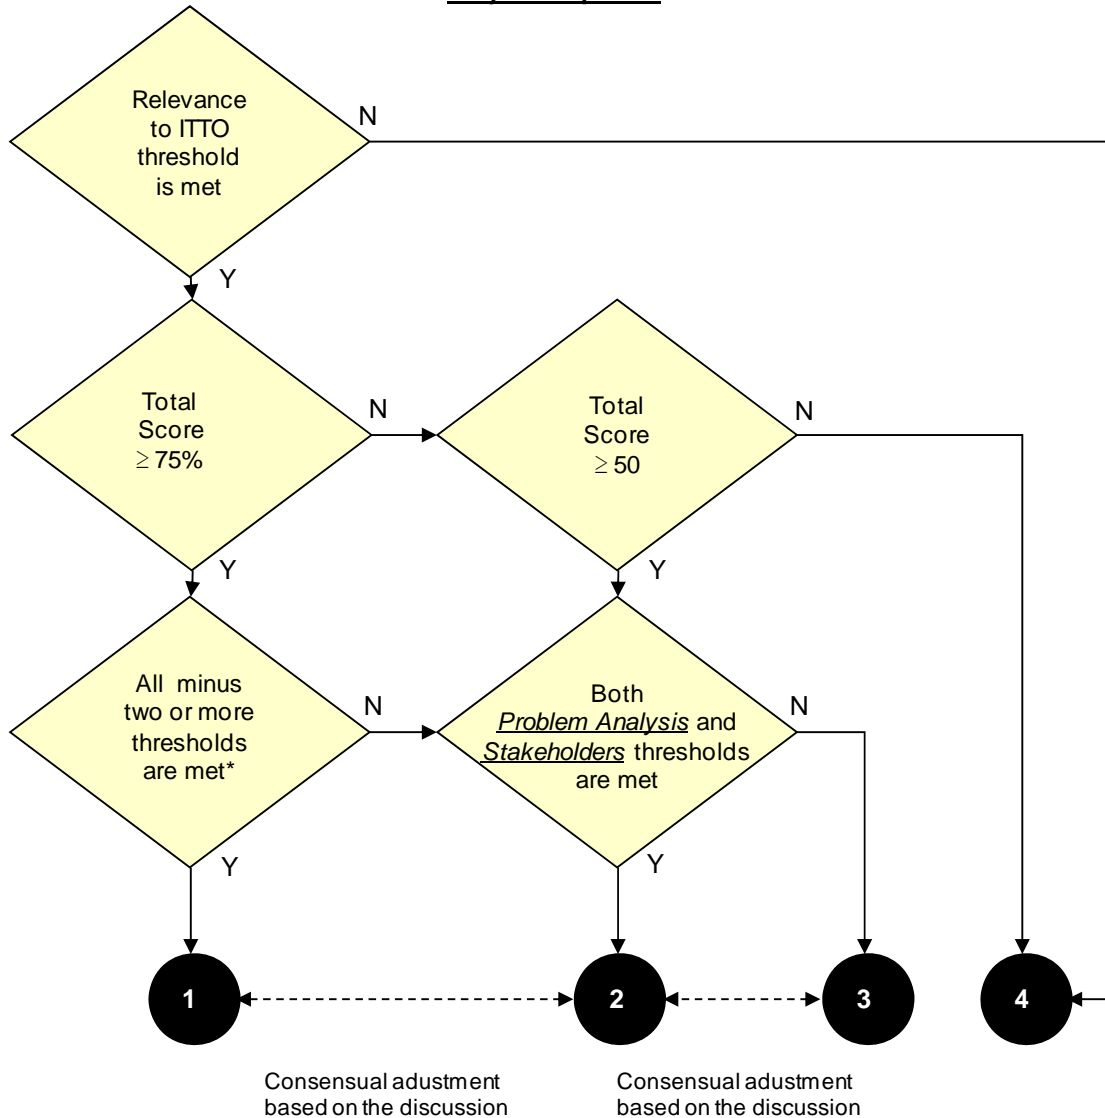 Relevance
to ITTO
threshold
is met
N
Y
Total
Score
≥ 75%
N
Y
Total
Score
≥ 50
N
Y
All minus
two or more
thresholds
are met*
N
Y
Both
Problem Analysis and
Stakeholders thresholds
are met
N
Y
1
2
3
4
Consensual adustment
based on the discussion
Consensual adustment
based on the discussion